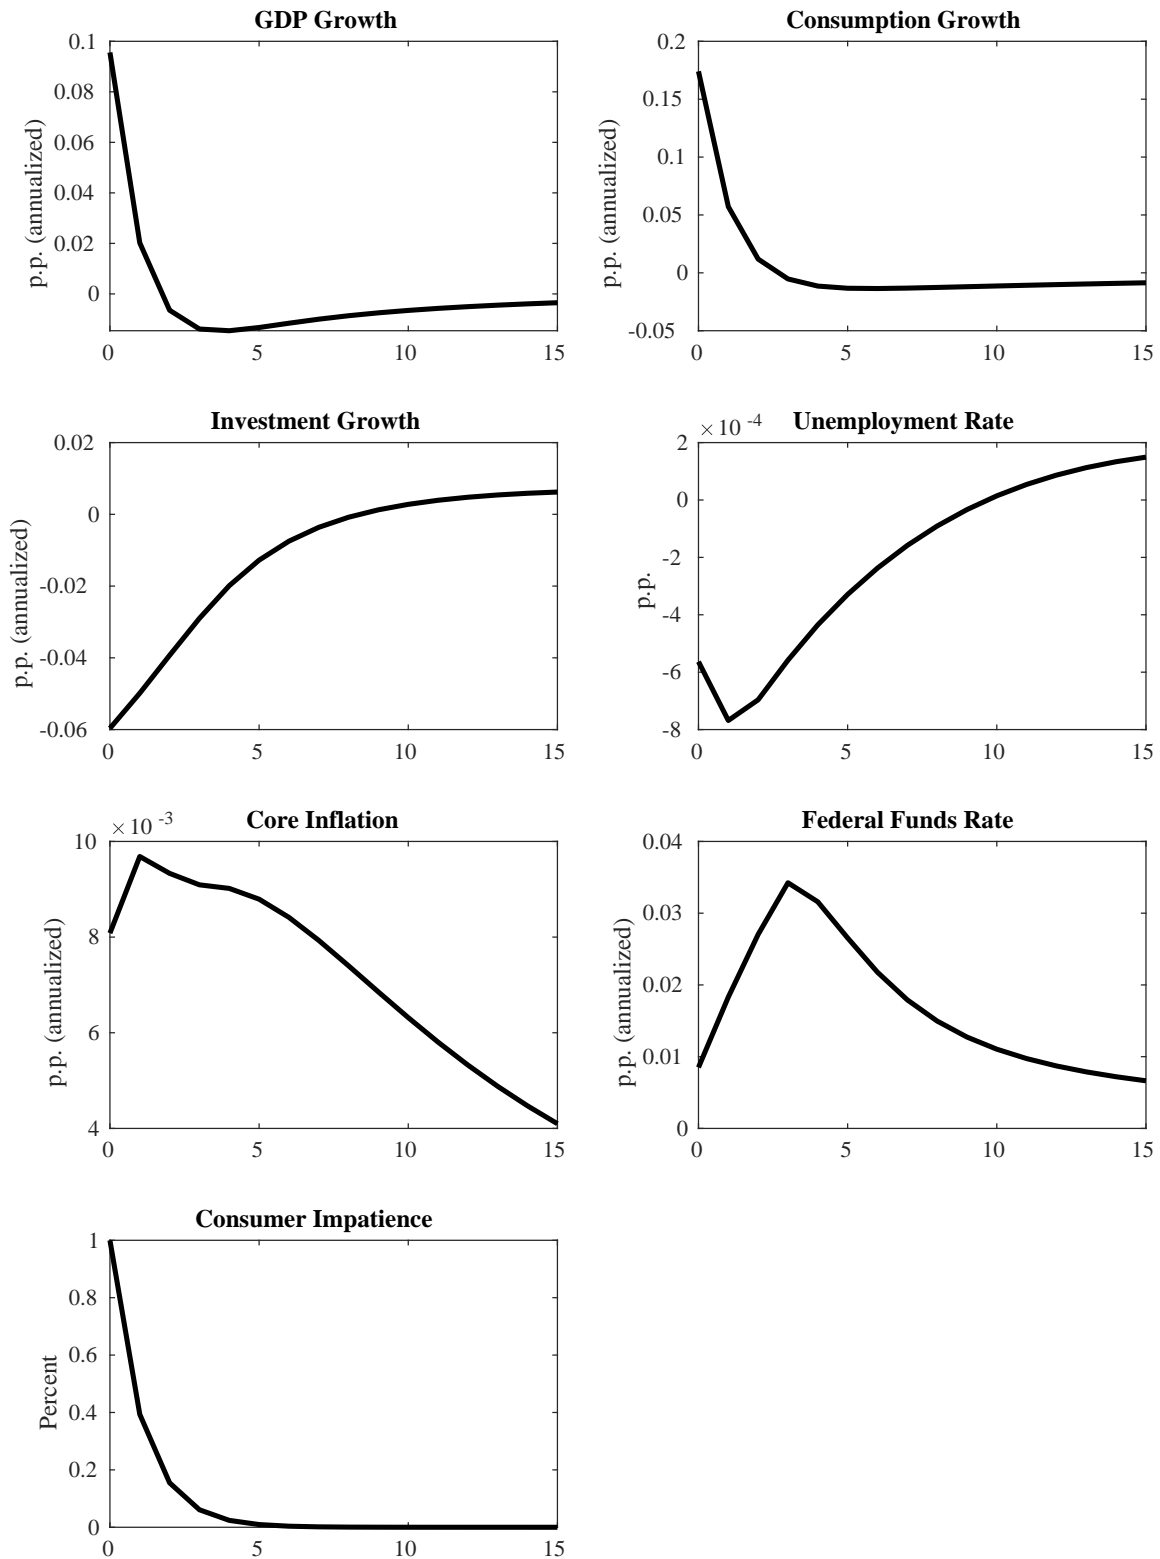 GDP Growth
p.p. (annualized)
0.1
0.08
0.06
0.04
0.02
0
0 5 10 15
Consumption Growth
p.p. (annualized)
0.2
0.15
0.1
0.05
0
-0.05
0 5 10 15
Investment Growth
p.p. (annualized)
0.02
0
-0.02
-0.04
-0.06
0 5 10 15
Unemployment Rate
×10 -4
p.p.
2
0
-2
-4
-6
-8
0 5 10 15
Core Inflation
×10 -3
p.p. (annualized)
10
8
6
4
0 5 10 15
Federal Funds Rate
p.p. (annualized)
0.04
0.03
0.02
0.01
0
0 5 10 15
Consumer Impatience
Percent
1
0.8
0.6
0.4
0.2
0
0 5 10 15